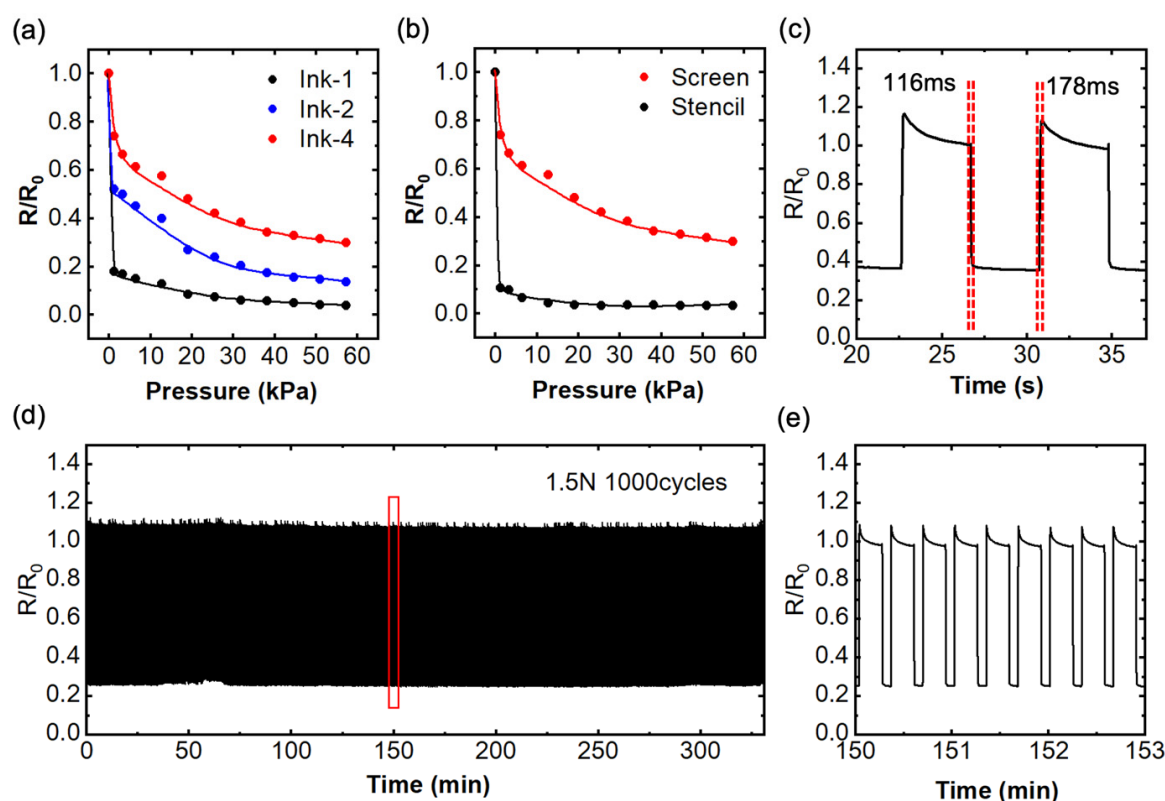 (a)
R/R0
1.0
0.8
0.6
0.4
0.2
0.0
Ink-1
Ink-2
Ink-4
0 10 20 30 40 50 60
Pressure (kPa)
(b)
R/R0
1.0
0.8
0.6
0.4
0.2
0.0
Screen
Stencil
0 10 20 30 40 50 60
Pressure (kPa)
(c)
R/R0
1.4
1.2
1.0
0.8
0.6
0.4
0.2
0.0
116ms 178ms
20 25 30 35
Time (s)
(d)
R/R0
1.4
1.2
1.0
0.8
0.6
0.4
0.2
0.0
1.5N 1000cycles
0 50 100 150 200 250 300
Time (min)
(e)
R/R0
1.4
1.2
1.0
0.8
0.6
0.4
0.2
0.0
150 151 152 153
Time (min)